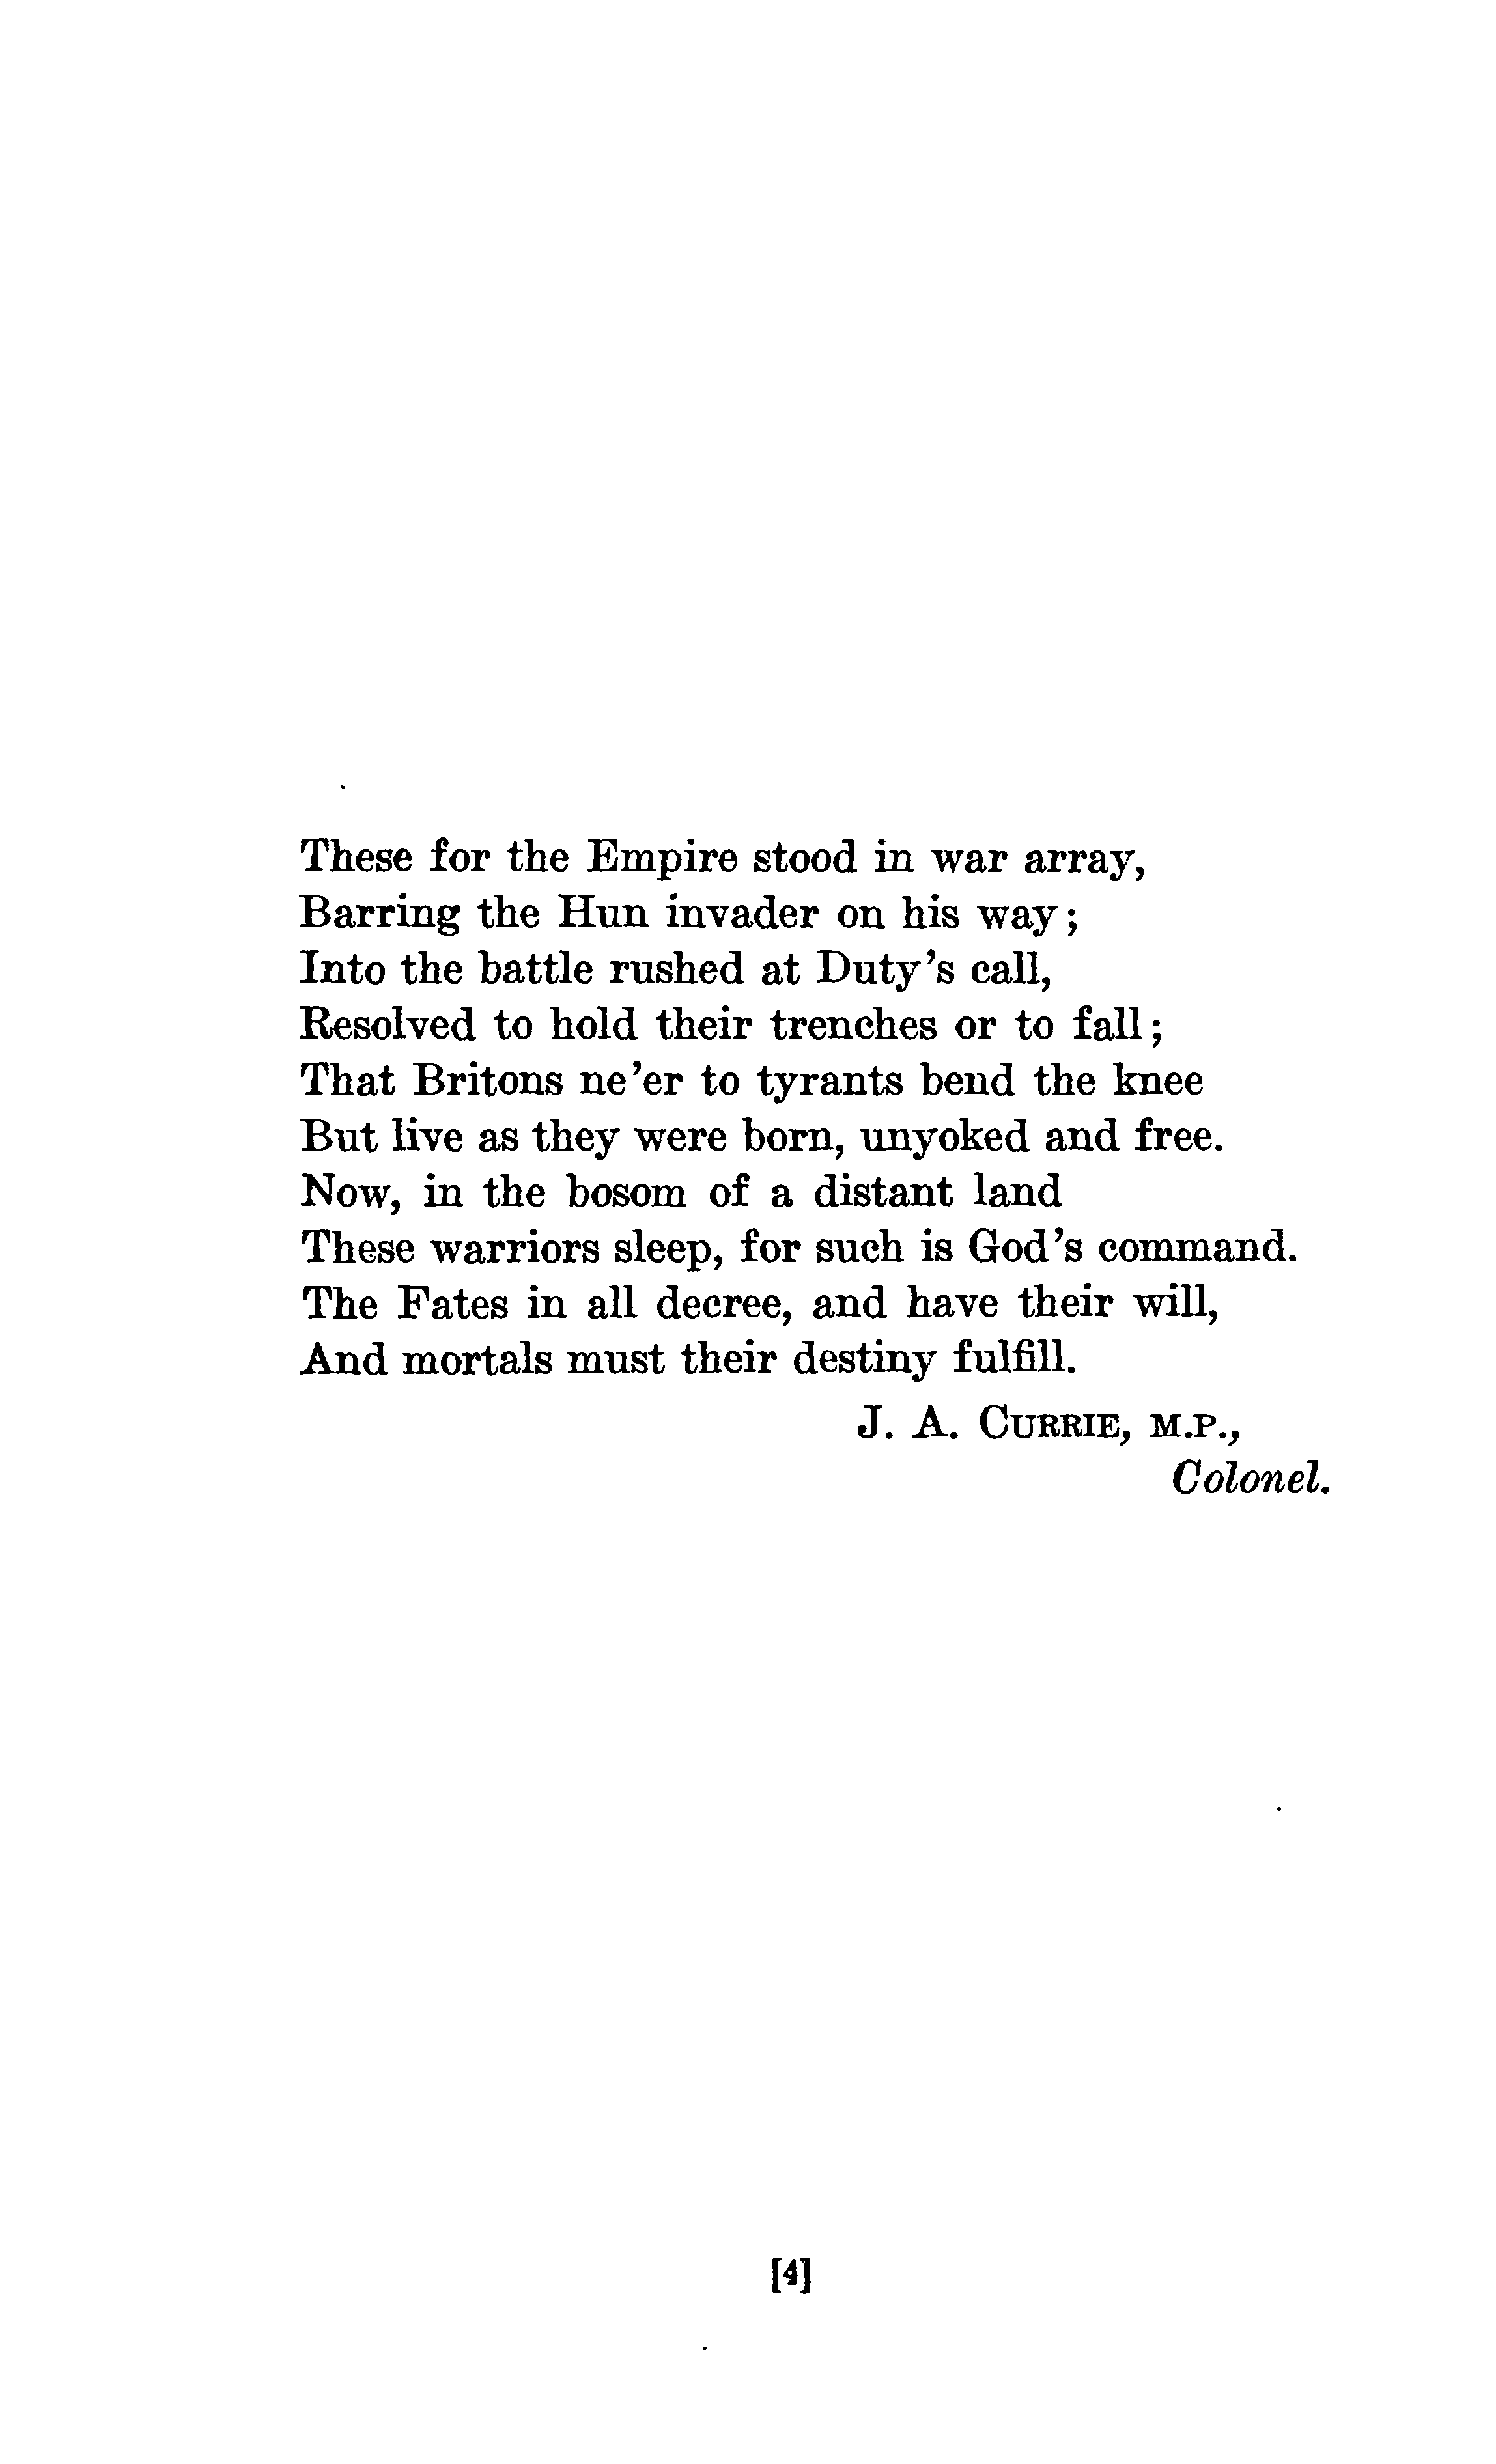 These for the Empire stood in war array,
Barring the Hun invader on his way;
Into the battle rushed at Duty's call,
Resolved to hold their trenches or to fall;
That Britons ne'er to tyrants bend the knee
But live as they were born, unyoked and free.
Now, in the bosom of a distant land
These warriors sleep, for such is God's command.
The Fates in all decree, and have their will,
And mortals must their destiny fulfill.
J. A. CURRIE, M.P.,
Colonel.
[4]